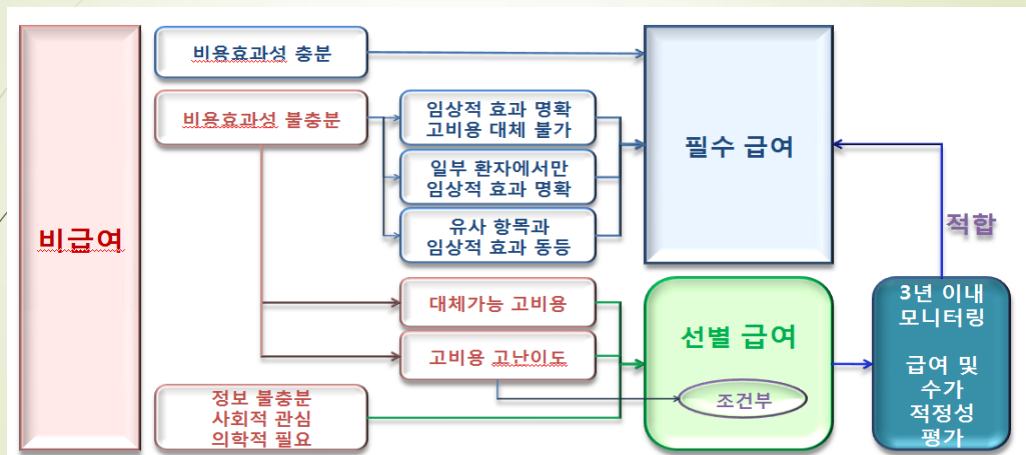 비급여
비용효과성 충분
비용효과성 불충분
임상적 효과 명확
고비용 대체 불가
일부 환자에서만
임상적 효과 명확
유사 항목과
임상적 효과 동등
대체가능 고비용
고비용 고난이도
정보 불충분
사회적 관심
의학적 필요
필수 급여
선별 급여
조건부
적합
3년 이내
모니터링
급여 및
수가
적정성
평가